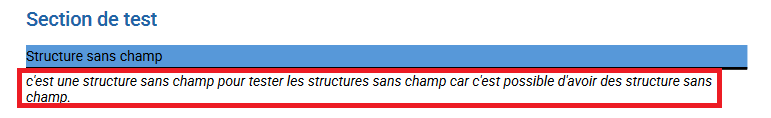 Section de test
Structure sans champ
c'est une structure sans champ pour tester les structures sans champ car c'est possible d'avoir des structure sans
champ.